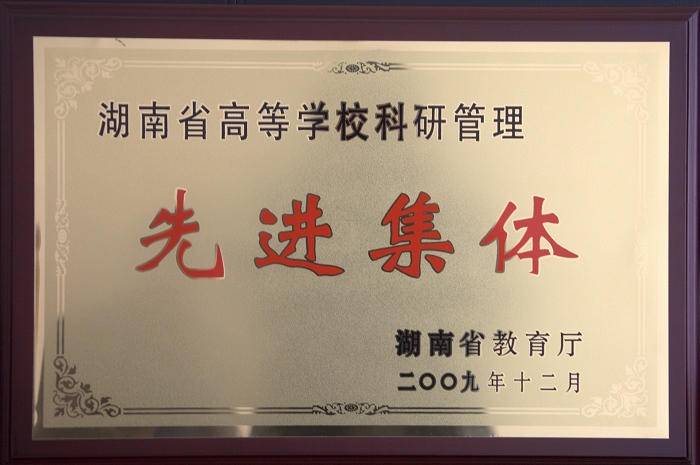 湖南省高等学校科研管理
先进集体
湖南省教育厅
二〇〇九年十二月